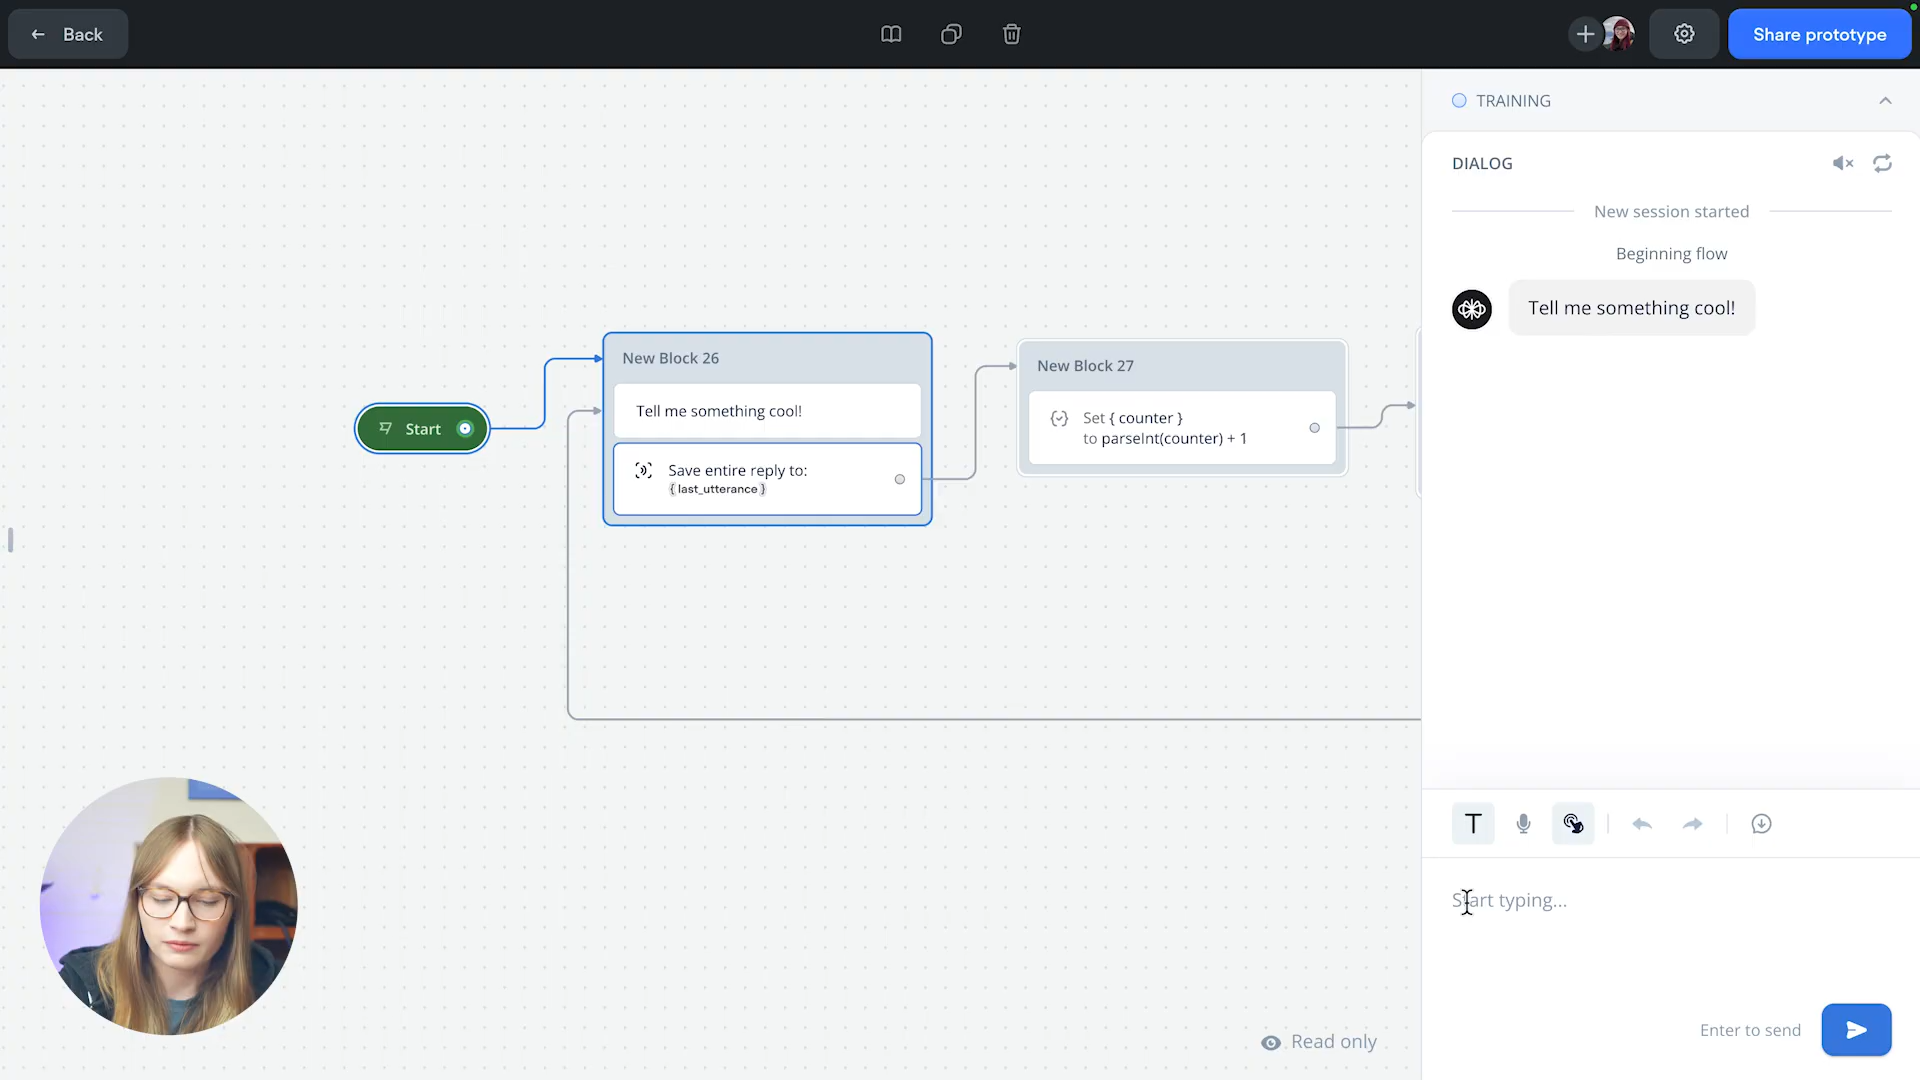 Back
Share prototype
TRAINING
DIALOG
New session started
Beginning flow
Tell me something cool!
Start
New Block 26
Tell me something cool!
Save entire reply to:
{ last_utterance }
New Block 27
Set { counter }
to parseInt(counter) + 1
T
Start typing...
Enter to send
Read only